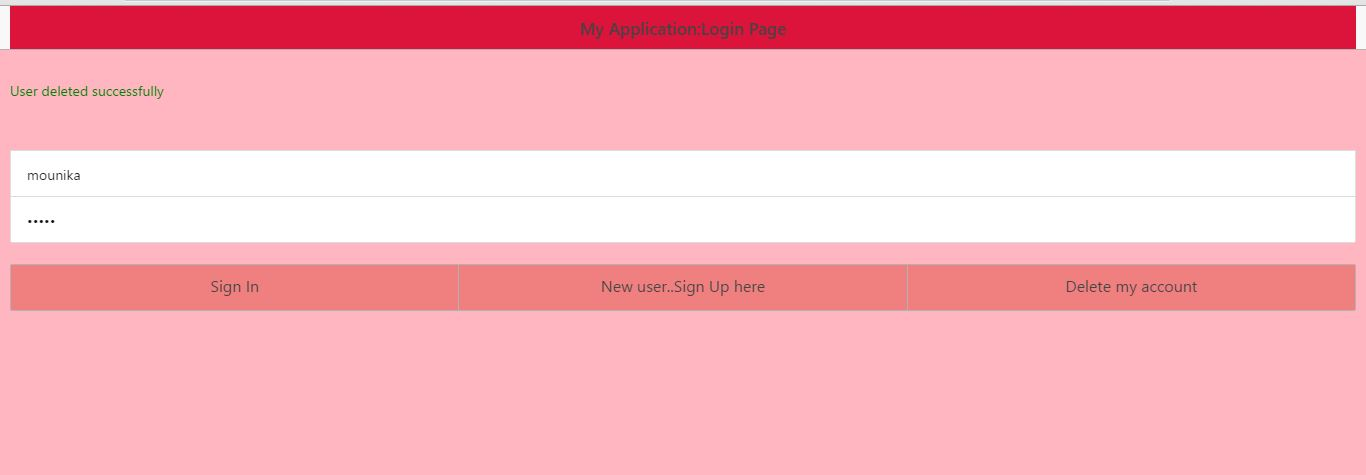 My Application:Login Page
User deleted successfully
mounika
•••••
Sign In
New user..Sign Up here
Delete my account